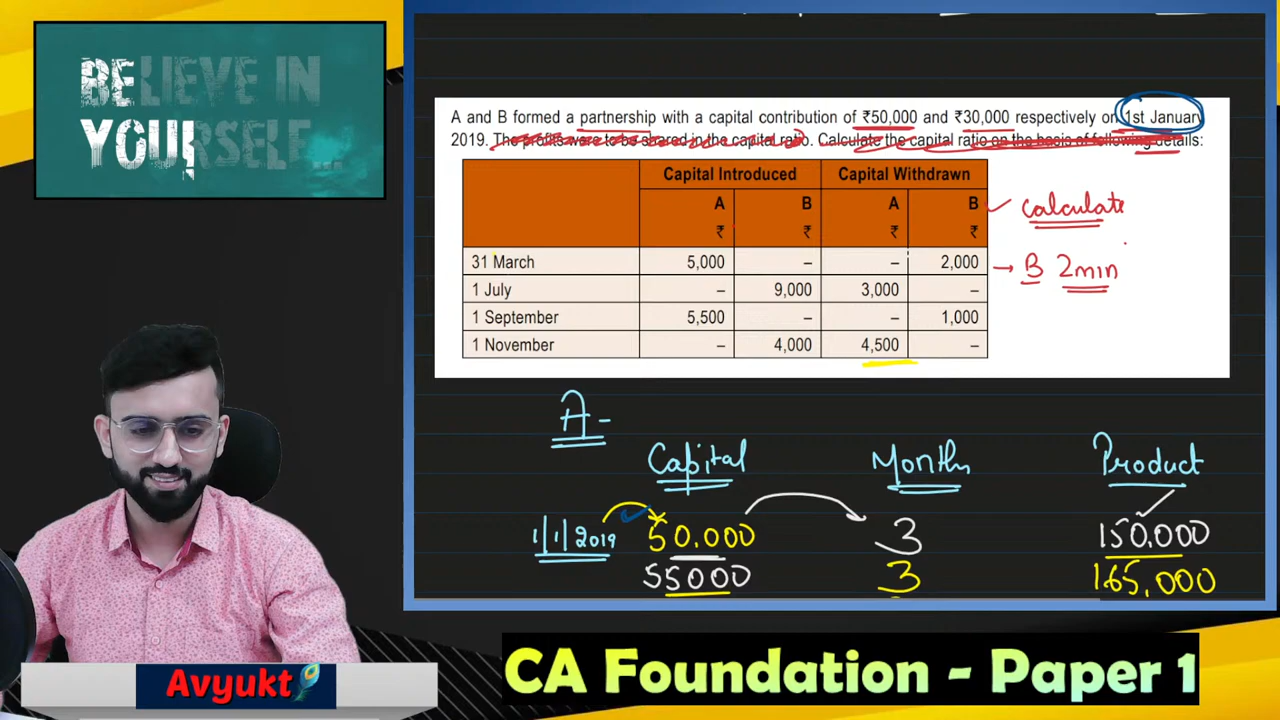 BELIEVE IN
YOURSELF...
A and B formed a partnership with a capital contribution of ₹50,000 and ₹30,000 respectively on 1st January
2019. The profits were to be shared in the capital ratio. Calculate the capital ratio on the basis of following details:
Capital Introduced Capital Withdrawn
A B A B
₹ ₹ ₹ ₹
31 March 5,000 – – 2,000
1 July – 9,000 3,000 –
1 September 5,500 – – 1,000
1 November – 4,000 4,500 –
calculate
→ B 2min
A -
Capital Months Product
1/1/2019 50,000 3 150,000
55000 3 165,000
Avyukt
CA Foundation - Paper 1